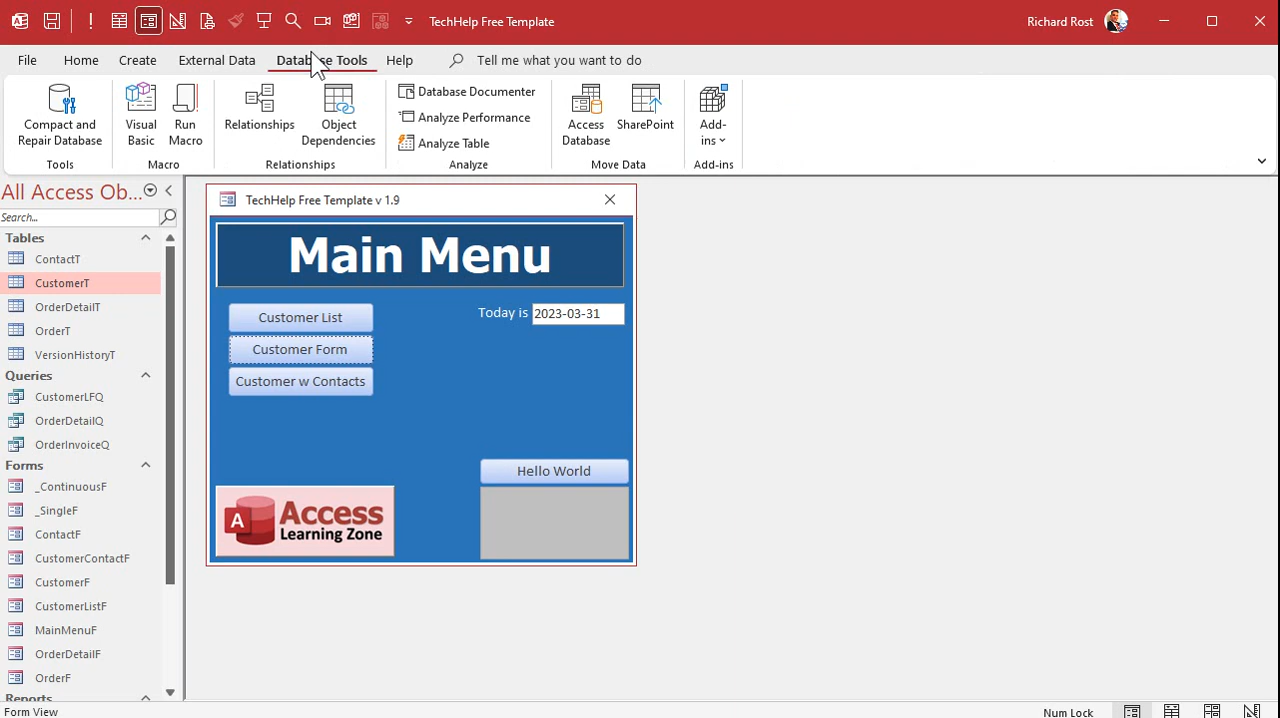 TechHelp Free Template
Richard Rost
File
Home
Create
External Data
Database Tools
Help
Tell me what you want to do
Compact and
Repair Database
Tools
Visual
Basic
Run
Macro
Macro
Relationships
Object
Dependencies
Relationships
Database Documenter
Analyze Performance
Analyze Table
Analyze
Access
Database
SharePoint
Move Data
Add-
ins
Add-ins
All Access Ob...
Search...
Tables
ContactT
CustomerT
OrderDetailT
OrderT
VersionHistoryT
Queries
CustomerLFQ
OrderDetailQ
OrderInvoiceQ
Forms
_ContinuousF
_SingleF
ContactF
CustomerContactF
CustomerF
CustomerListF
MainMenuF
OrderDetailF
OrderF
Reports
TechHelp Free Template v 1.9
Main Menu
Customer List
Today is 2023-03-31
Customer Form
Customer w Contacts
Hello World
A Access
Learning Zone
Form View
Num Lock